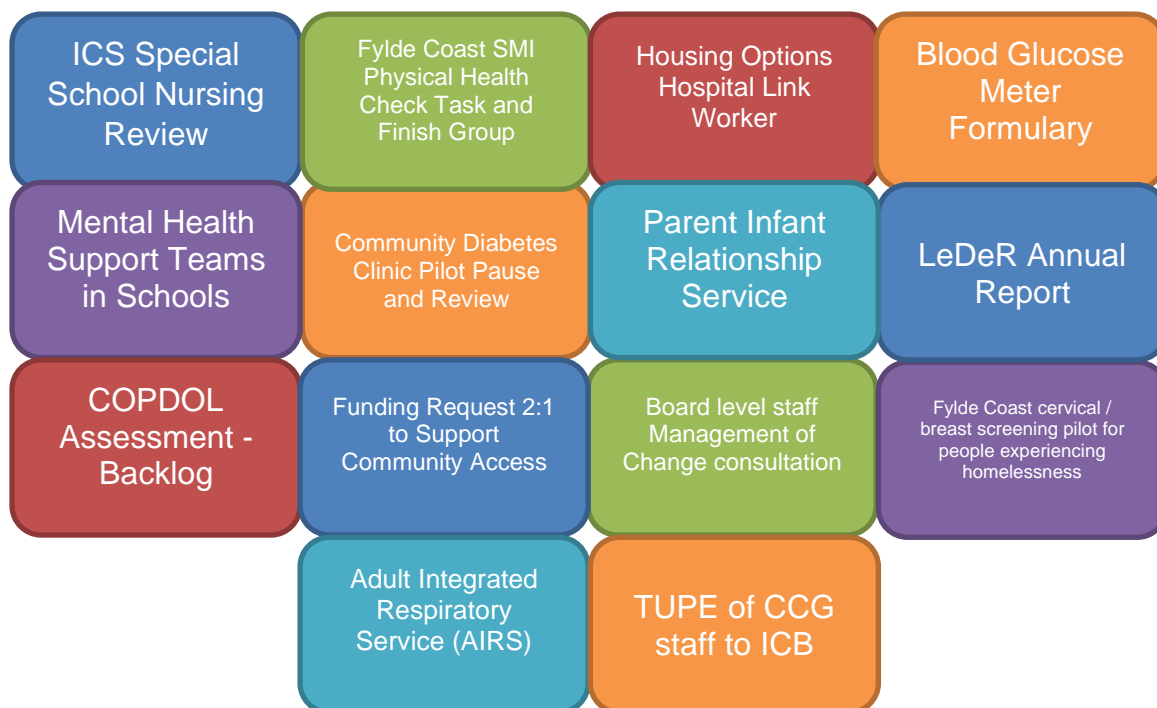 ICS Special
School Nursing
Review
Fylde Coast SMI
Physical Health
Check Task and
Finish Group
Housing Options
Hospital Link
Worker
Blood Glucose
Meter
Formulary
Mental Health
Support Teams
in Schools
Community Diabetes
Clinic Pilot Pause
and Review
Parent Infant
Relationship
Service
LeDeR Annual
Report
COPDOL
Assessment -
Backlog
Funding Request 2:1
to Support
Community Access
Board level staff
Management of
Change consultation
Fylde Coast cervical /
breast screening pilot for
people experiencing
homelessness
Adult Integrated
Respiratory
Service (AIRS)
TUPE of CCG
staff to ICB